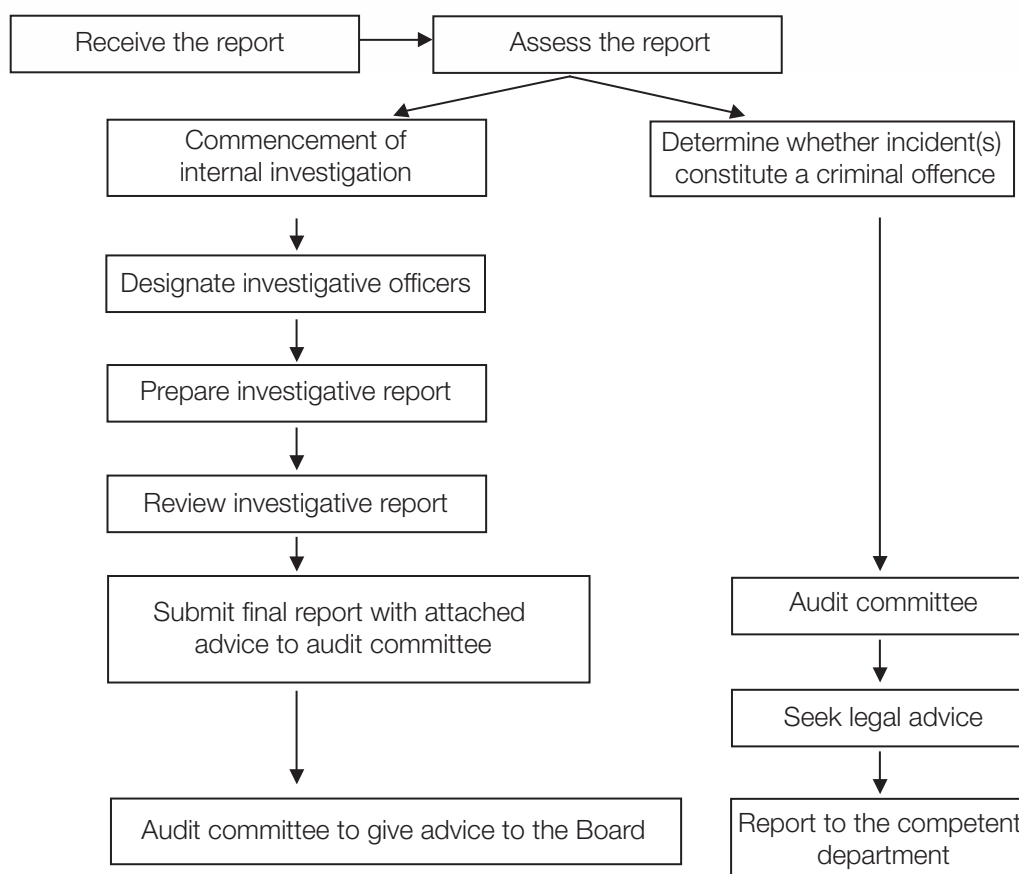 Receive the report
Assess the report
Commencement of
internal investigation
Determine whether incident(s)
constitute a criminal offence
Designate investigative officers
Prepare investigative report
Review investigative report
Submit final report with attached
advice to audit committee
Audit committee
Seek legal advice
Audit committee to give advice to the Board
Report to the competent
department